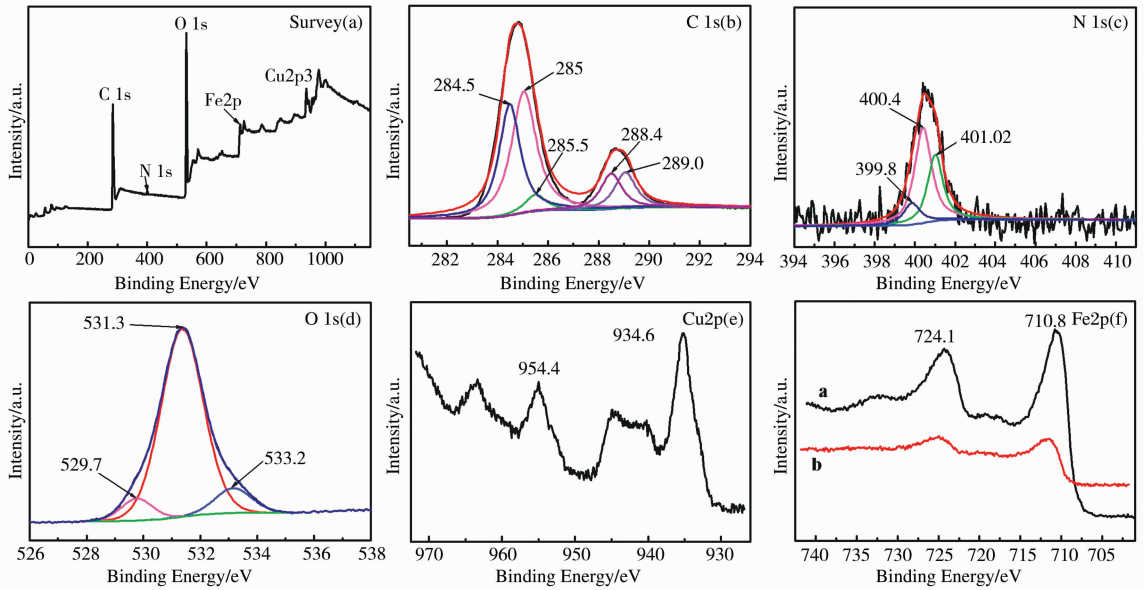 Survey(a)
O 1s
C 1s
Cu2p3
Fe2p
N 1s
Intensity/a.u.
0 200 400 600 800 1000
Binding Energy/eV
C 1s(b)
284.5
285
285.5
288.4
289.0
Intensity/a.u.
282 284 286 288 290 292 294
Binding Energy/eV
N 1s(c)
400.4
401.02
399.8
Intensity/a.u.
394 396 398 400 402 404 406 408 410
Binding Energy/eV
O 1s(d)
531.3
529.7
533.2
Intensity/a.u.
526 528 530 532 534 536 538
Binding Energy/eV
Cu2p(e)
934.6
954.4
Intensity/a.u.
970 960 950 940 930
Binding Energy/eV
Fe2p(f)
710.8
724.1
a
b
Intensity/a.u.
740 735 730 725 720 715 710 705
Binding Energy/eV